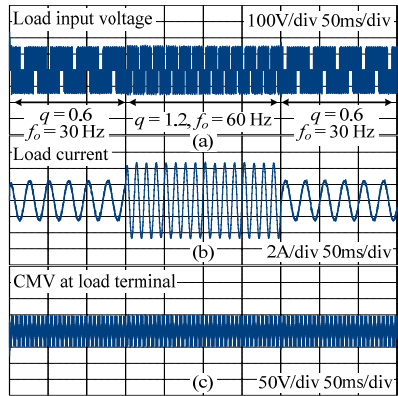 Load input voltage 100V/div 50ms/div
q = 0.6 q = 1.2, fo = 60 Hz q = 0.6
fo = 30 Hz fo = 30 Hz
(a)
Load current
(b) 2A/div 50ms/div
CMV at load terminal
(c) 50V/div 50ms/div